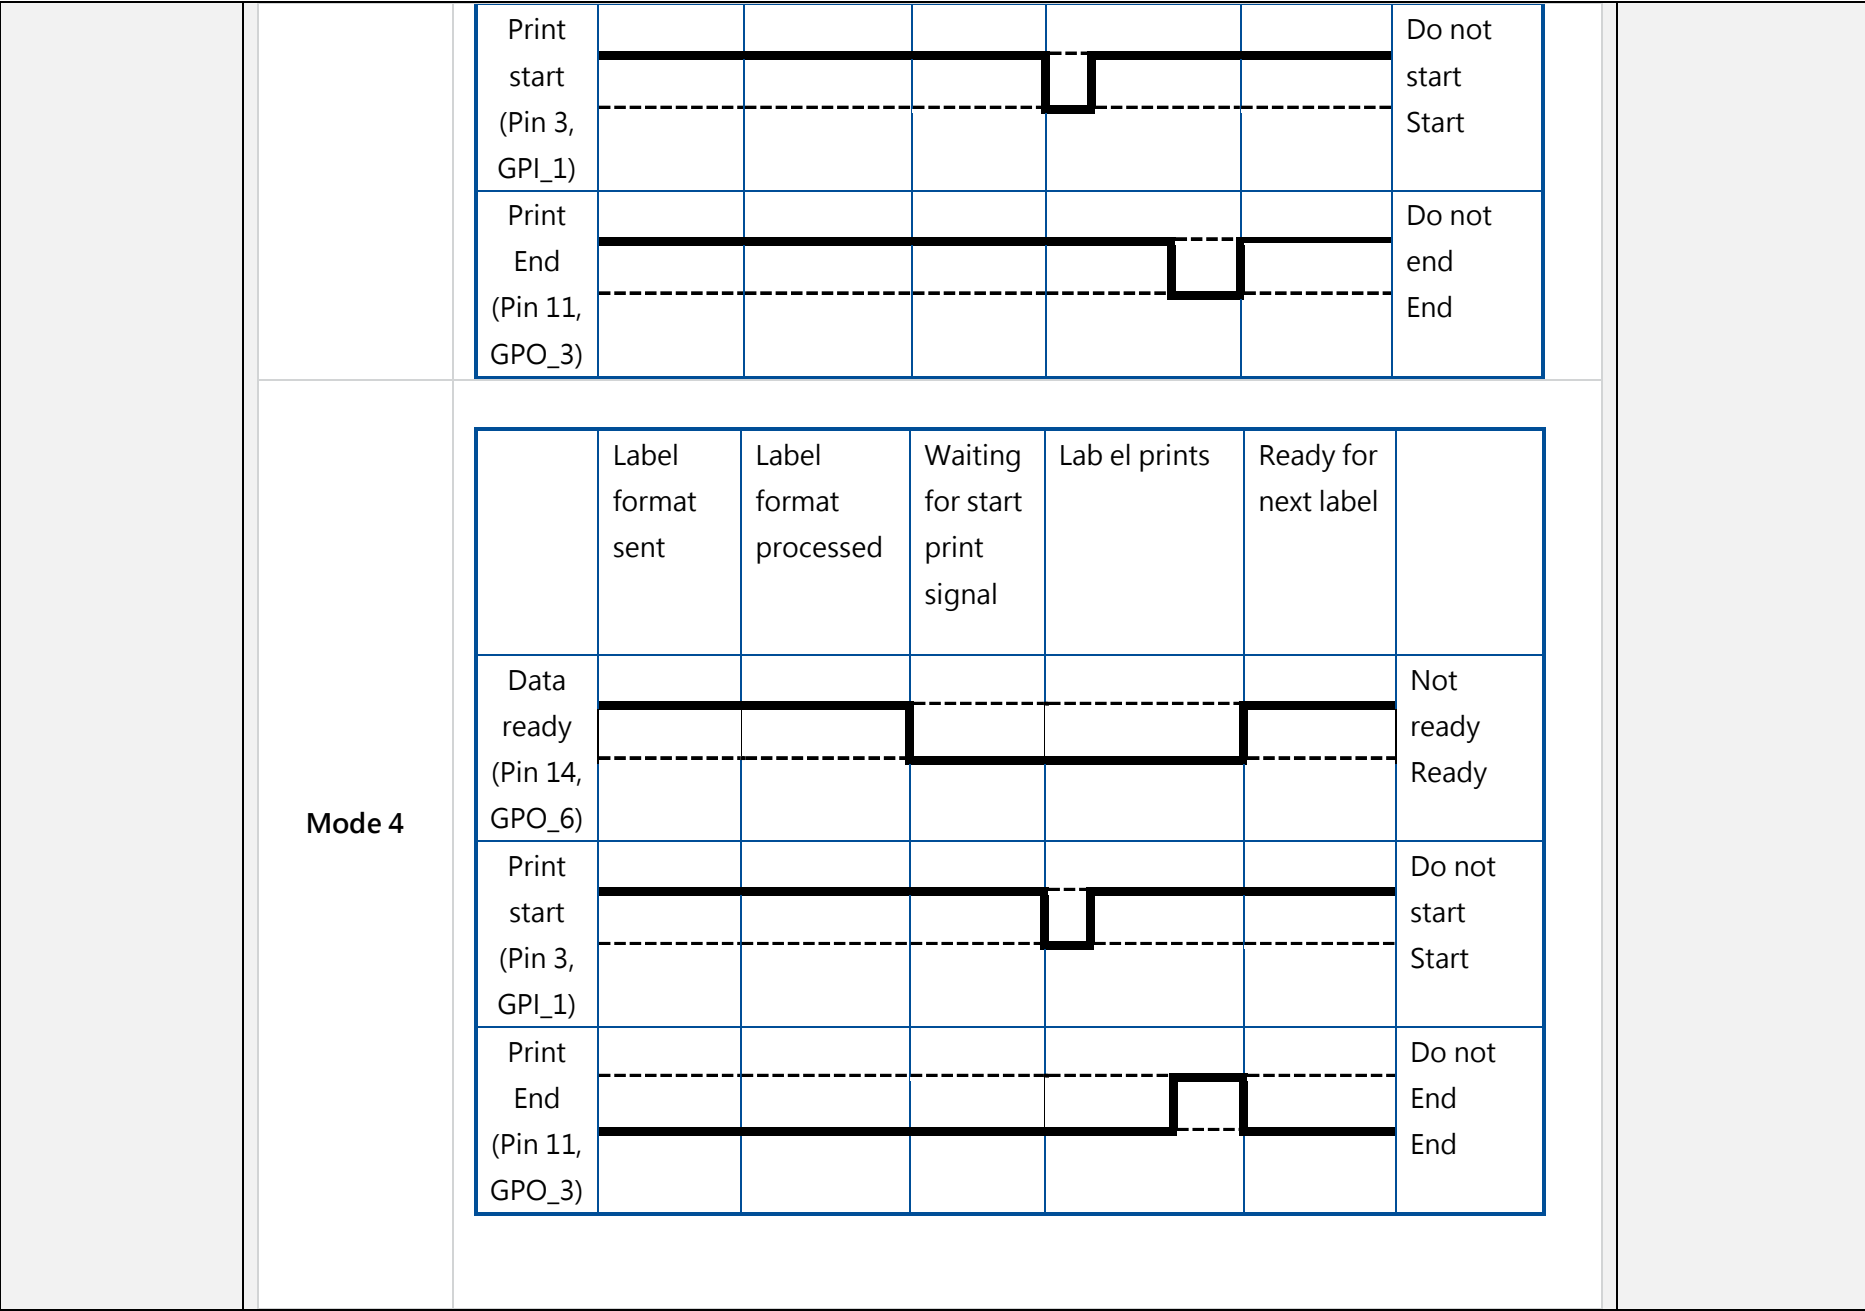 Print
start
(Pin 3,
GPI_1)
Do not
start
Start
Print
End
(Pin 11,
GPO_3)
Do not
end
End
Mode 4
Label
format
sent
Label
format
processed
Waiting
for start
print
signal
Lab el prints
Ready for
next label
Data
ready
(Pin 14,
GPO_6)
Not
ready
Ready
Print
start
(Pin 3,
GPI_1)
Do not
start
Start
Print
End
(Pin 11,
GPO_3)
Do not
End
End